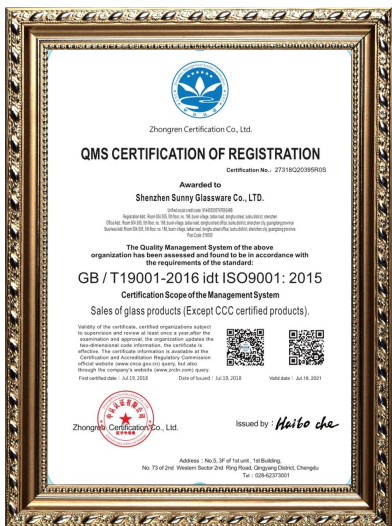 Zhongren Certification Co., Ltd.
QMS CERTIFICATION OF REGISTRATION
Certification No.: 27318Q20395R0S
Awarded to
Shenzhen Sunny Glassware Co., LTD.
The Quality Management System of the above
organization has been assessed and found to be in accordance with
the requirements of the standard:
GB / T19001-2016 idt ISO9001: 2015
Certification Scope of the Management System
Sales of glass products (Except CCC certified products).
Validity of the certificate, certified organizations subject
to supervision and review at least once a year,after the
examination and approval, the organization updates the
two-dimensional code information, the certificate is
effective. The certificate information is available at the
Certification and Accreditation Regulatory Commission
official website (www.cnca.gov.cn) query, but also
through the company's website (www.zrcln.com) query.
First certified date : Jul.19, 2018
Date of Issued : Jul.19, 2018
Valid date : Jul.18, 2021
Zhongren Certification Co., Ltd.
Issued by : Haibo che
Address : No.5, 3F of 1st unit , 1st Building,
No. 73 of 2nd Western Sector 2nd Ring Road, Qingyang District, Chengdu
Tel : 028-62373001